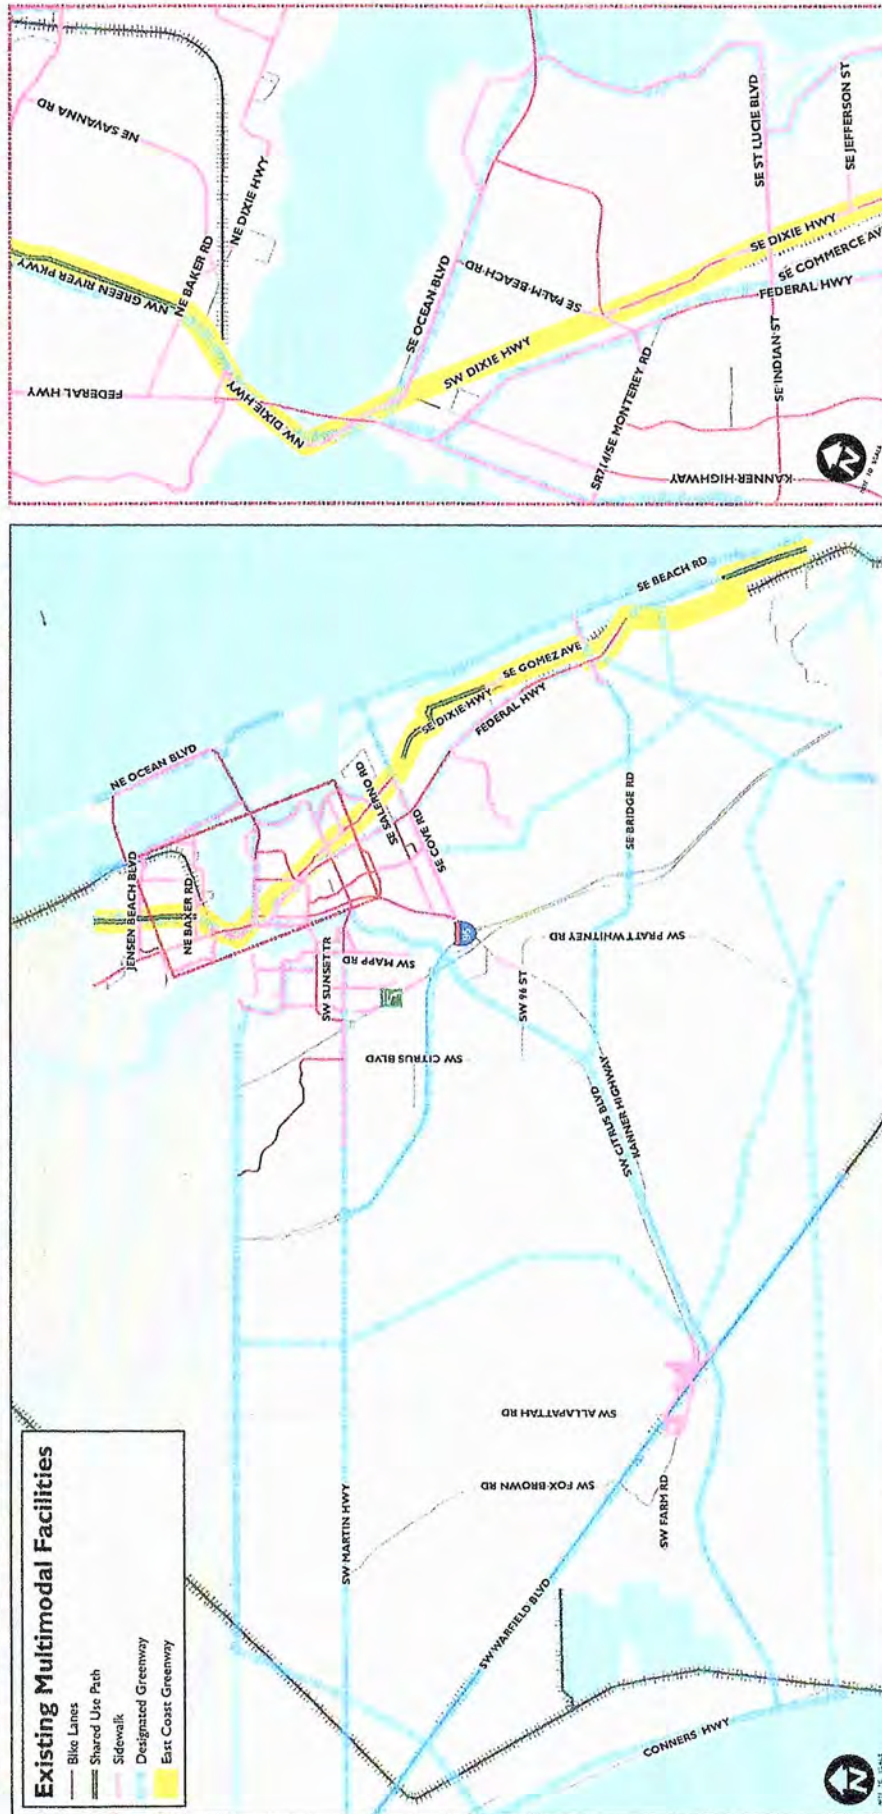 Existing Multimodal Facilities
Bike Lanes
Shared Use Path
Sidewalk
Designated Greenway
East Coast Greenway
JENSEN BEACH BLVD
NE OCEAN BLVD
NE BAKER RD
SW SUNSET TR
SW MAPP RD
SE SALERNO RD
SE COVE RD
SE DIXIE HWY
SE GOMEZ AVE
FEDERAL HWY
SE BEACH RD
SE BRIDGE RD
95
SW PRATT WHITNEY RD
SW 96 ST
SW CITRUS BLVD
SW CITRUS BLVD
KANNER HIGHWAY
SW MARTIN HWY
SW ALLAPATTAH RD
SW FOX BROWN RD
SW FARM RD
SW WARFIELD BLVD
CONNERS HWY
N
NOT TO SCALE
NE SAVANNA RD
NE DIXIE HWY
NE BAKER RD
NW GREEN RIVER PKWY
FEDERAL HWY
NW DIXIE HWY
SE OCEAN BLVD
SE PALM BEACH RD
SW DIXIE HWY
SR714/SE MONTEREY RD
SE ST LUCIE BLVD
SE JEFFERSON ST
SE DIXIE HWY
SE COMMERCE AV
FEDERAL HWY
SE INDIAN ST
KANNER HIGHWAY
N
NOT TO SCALE